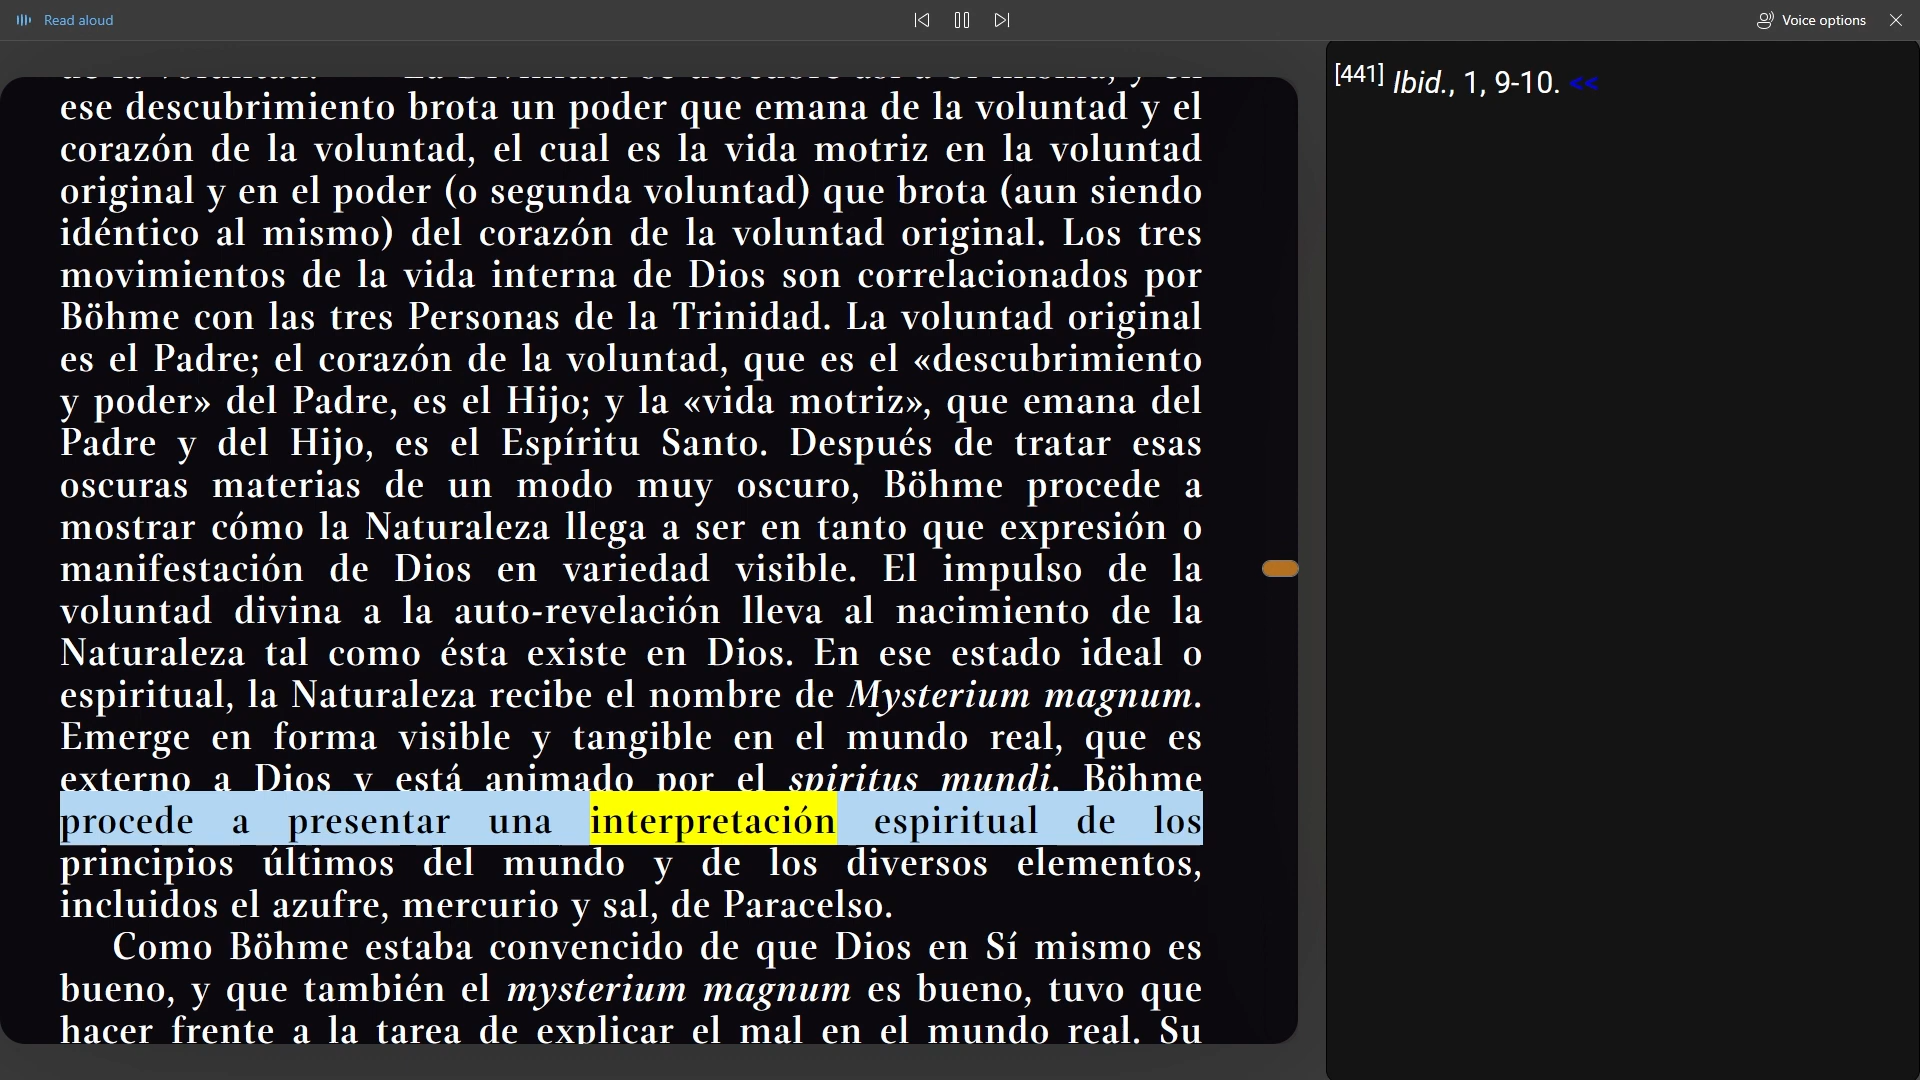 Read aloud
Voice options
ese descubrimiento brota un poder que emana de la voluntad y el
corazón de la voluntad, el cual es la vida motriz en la voluntad
original y en el poder (o segunda voluntad) que brota (aun siendo
idéntico al mismo) del corazón de la voluntad original. Los tres
movimientos de la vida interna de Dios son correlacionados por
Böhme con las tres Personas de la Trinidad. La voluntad original
es el Padre; el corazón de la voluntad, que es el «descubrimiento
y poder» del Padre, es el Hijo; y la «vida motriz», que emana del
Padre y del Hijo, es el Espíritu Santo. Después de tratar esas
oscuras materias de un modo muy oscuro, Böhme procede a
mostrar cómo la Naturaleza llega a ser en tanto que expresión o
manifestación de Dios en variedad visible. El impulso de la
voluntad divina a la auto-revelación lleva al nacimiento de la
Naturaleza tal como ésta existe en Dios. En ese estado ideal o
espiritual, la Naturaleza recibe el nombre de Mysterium magnum.
Emerge en forma visible y tangible en el mundo real, que es
externo a Dios y está animado por el spiritus mundi. Böhme
procede a presentar una interpretación espiritual de los
principios últimos del mundo y de los diversos elementos,
incluidos el azufre, mercurio y sal, de Paracelso.
Como Böhme estaba convencido de que Dios en Sí mismo es
bueno, y que también el mysterium magnum es bueno, tuvo que
hacer frente a la tarea de explicar el mal en el mundo real. Su
[441] Ibid., 1, 9-10. <<